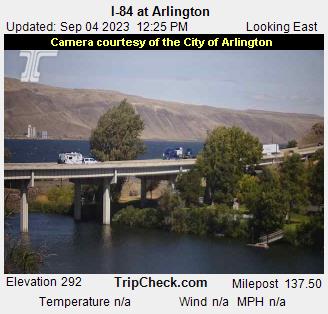 I-84 at Arlington
Updated: Sep 04 2023 12:25 PM Looking East
Camera courtesy of the City of Arlington
Elevation 292 TripCheck.com Milepost 137.50
Temperature n/a Wind n/a MPH n/a